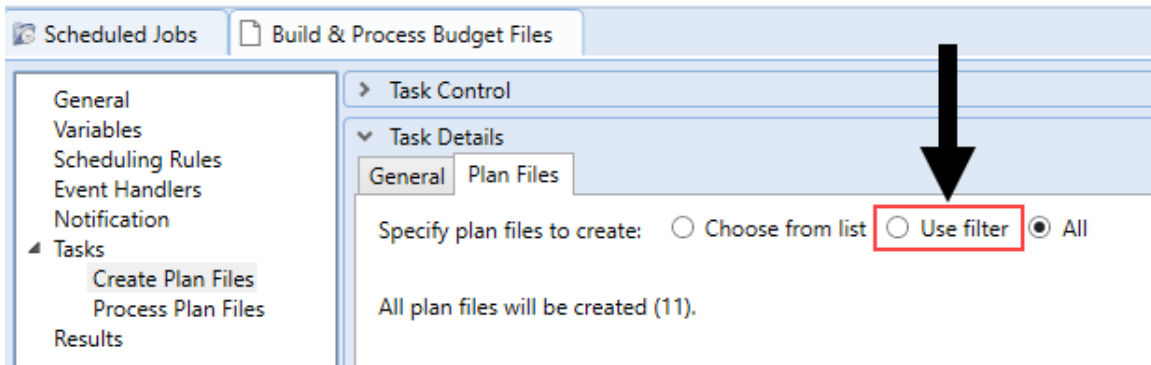 Scheduled Jobs
Build & Process Budget Files
General
Variables
Scheduling Rules
Event Handlers
Notification
Tasks
Create Plan Files
Process Plan Files
Results
Task Control
Task Details
General Plan Files
Specify plan files to create: Choose from list Use filter All
All plan files will be created (11).